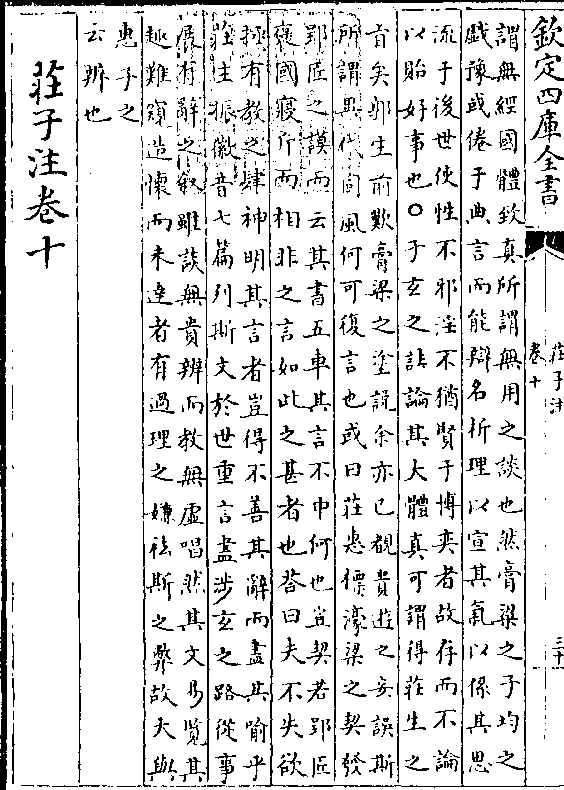 欽定四庫全書
莊子注
卷十
三十
謂無經國體致真所謂無用之談也然膏粱之子均之
戲豫或倦于典言而能辯名析理以宣其氣以係其思
流于後世使性不邪淫不猶賢于博奕者故存而不論
以貽好事也○子玄之註論其大體真可謂得莊生之
旨矣郭生前歎膏梁之塗說余亦已覩貴遊之妄誤斯
所謂異代同風何可復言也或曰莊惠標濠梁之契發
郢匠之謨而云其書五車其言不中何也豈契若郢匠
褒國寢斤而相非之言如此之甚者也答曰夫不失欲
極有教之肆神明其言者豈得不善其辭而盡其喻乎
莊生振徽音七篇列斯文於世重言盡涉玄之路從事
展有辭之敘雖談無貴辨而教無虛唱然其文易覽其
趣難窺造懷而未達者有過理之嫌祛斯之弊故大舉
惠子之
云辨也
莊子注卷十